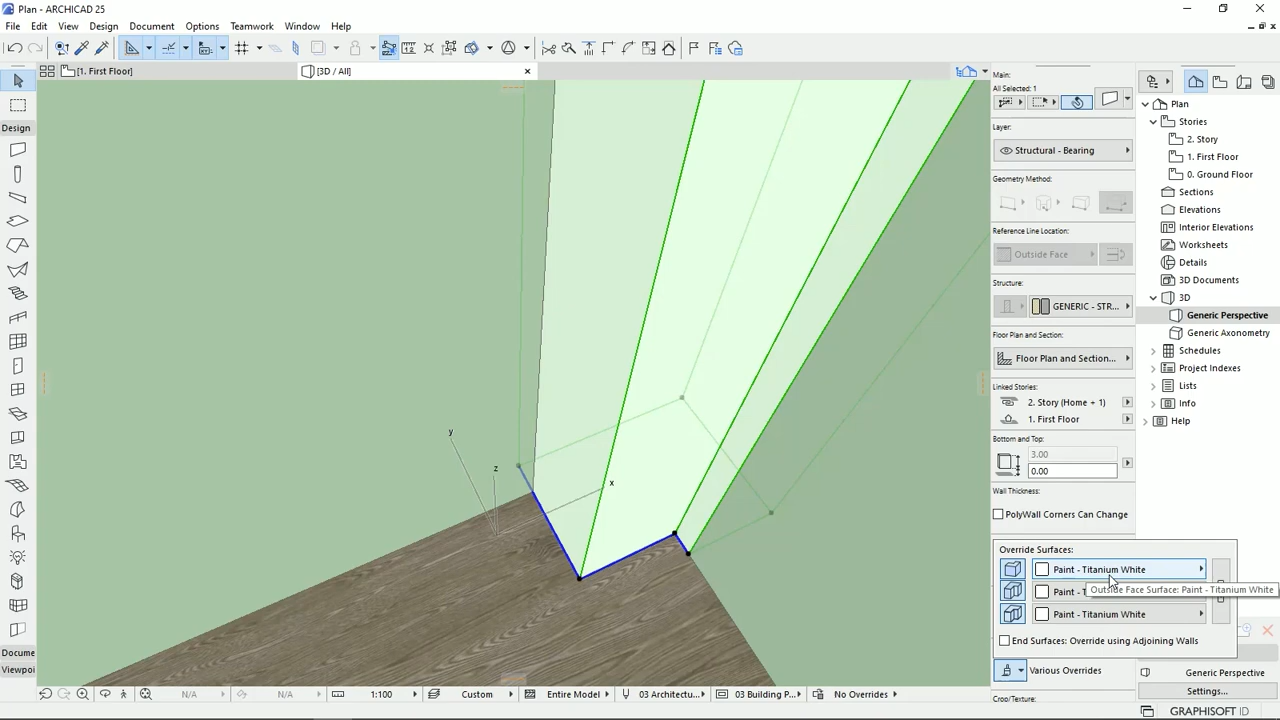 Plan - ARCHICAD 25
File Edit View Design Document Options Teamwork Window Help
[1. First Floor]
[3D / All]
Main:
All Selected: 1
Layer:
Structural - Bearing
Geometry Method:
Reference Line Location:
Outside Face
Structure:
GENERIC - STR...
Floor Plan and Section:
Floor Plan and Section...
Linked Stories:
2. Story (Home + 1)
1. First Floor
Bottom and Top:
3.00
0.00
Wall Thickness:
PolyWall Corners Can Change
Override Surfaces:
Paint - Titanium White
Outside Face Surface: Paint - Titanium White
Paint - T
Paint - Titanium White
End Surfaces: Override using Adjoining Walls
Various Overrides
Crop/Texture:
Plan
Stories
2. Story
1. First Floor
0. Ground Floor
Sections
Elevations
Interior Elevations
Worksheets
Details
3D Documents
3D
Generic Perspective
Generic Axonometry
Schedules
Project Indexes
Lists
Info
Help
Generic Perspective
Settings...
GRAPHISOFT ID
Design
Docume
Viewpoi
y
z
x
N/A
N/A
1:100
Custom
Entire Model
03 Architectu...
03 Building P...
No Overrides